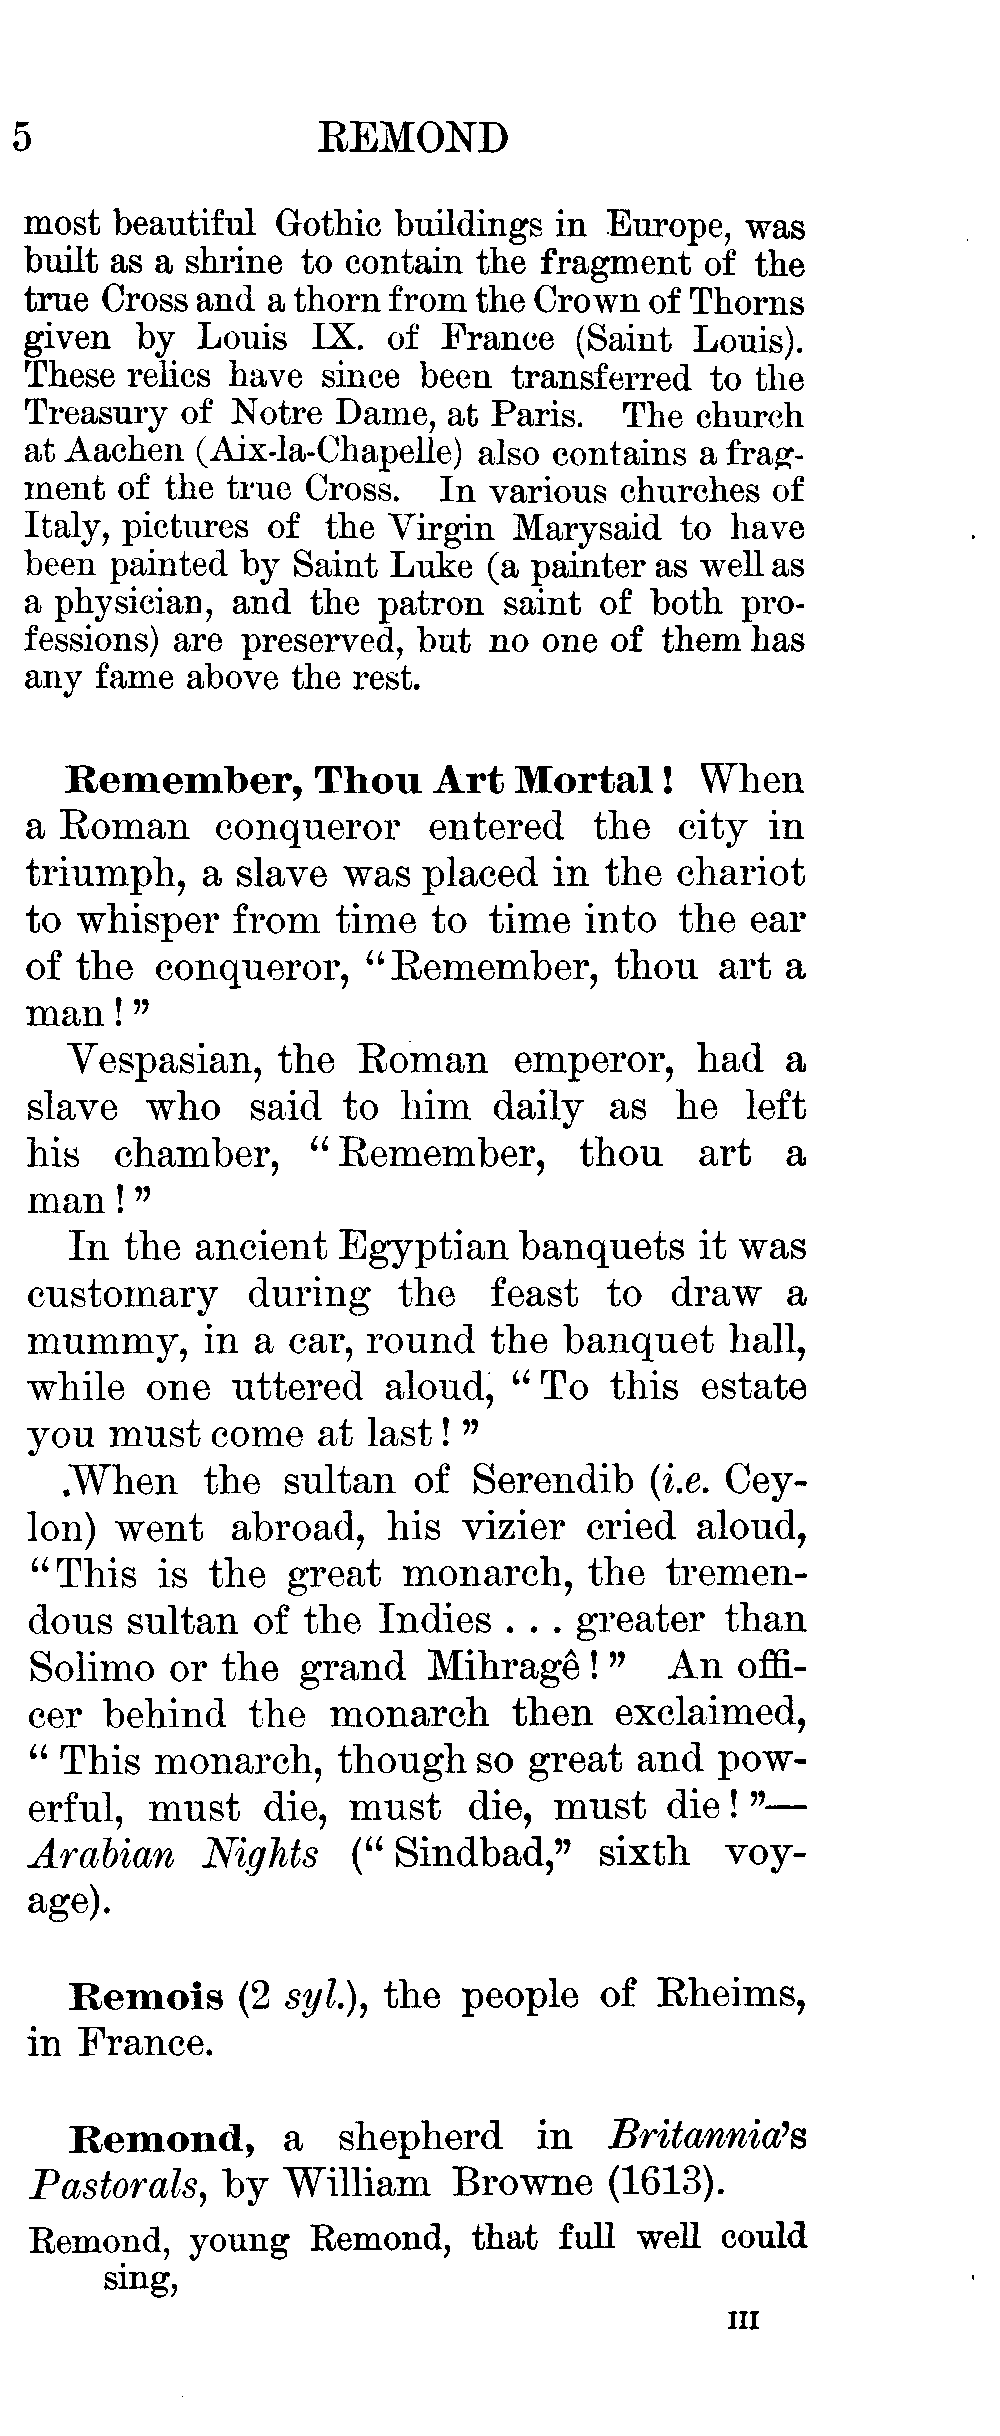 5 REMOND
most beautiful Gothic buildings in Europe, was
built as a shrine to contain the fragment of the
true Cross and a thorn from the Crown of Thorns
given by Louis IX. of France (Saint Louis).
These relics have since been transferred to the
Treasury of Notre Dame, at Paris. The church
at Aachen (Aix-la-Chapelle) also contains a frag-
ment of the true Cross. In various churches of
Italy, pictures of the Virgin Marysaid to have
been painted by Saint Luke (a painter as well as
a physician, and the patron saint of both pro-
fessions) are preserved, but no one of them has
any fame above the rest.
Remember, Thou Art Mortal! When
a Roman conqueror entered the city in
triumph, a slave was placed in the chariot
to whisper from time to time into the ear
of the conqueror, “Remember, thou art a
man!”
Vespasian, the Roman emperor, had a
slave who said to him daily as he left
his chamber, “Remember, thou art a
man!”
In the ancient Egyptian banquets it was
customary during the feast to draw a
mummy, in a car, round the banquet hall,
while one uttered aloud, “To this estate
you must come at last!”
When the sultan of Serendib (i.e. Cey-
lon) went abroad, his vizier cried aloud,
“This is the great monarch, the tremen-
dous sultan of the Indies . . . greater than
Solimo or the grand Mihragê!” An offi-
cer behind the monarch then exclaimed,
“This monarch, though so great and pow-
erful, must die, must die, must die!”—
Arabian Nights (“Sindbad,” sixth voy-
age).
Remois (2 syl.), the people of Rheims,
in France.
Remond, a shepherd in Britannia's
Pastorals, by William Browne (1613).
Remond, young Remond, that full well could
sing,
III